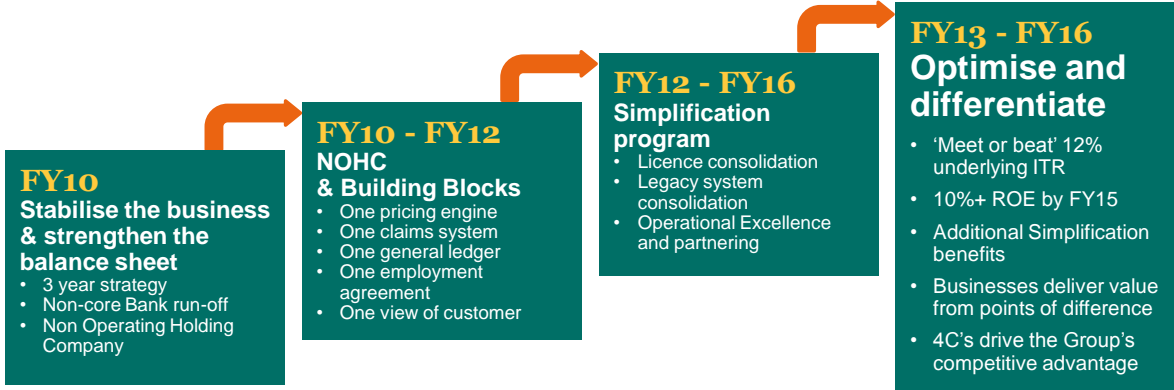 FY10
Stabilise the business
& strengthen the
balance sheet
• 3 year strategy
• Non-core Bank run-off
• Non Operating Holding
Company
FY10 - FY12
NOHC
& Building Blocks
• One pricing engine
• One claims system
• One general ledger
• One employment
agreement
• One view of customer
FY12 - FY16
Simplification
program
• Licence consolidation
• Legacy system
consolidation
• Operational Excellence
and partnering
FY13 - FY16
Optimise and
differentiate
• ‘Meet or beat’ 12%
underlying ITR
• 10%+ ROE by FY15
• Additional Simplification
benefits
• Businesses deliver value
from points of difference
• 4C’s drive the Group’s
competitive advantage